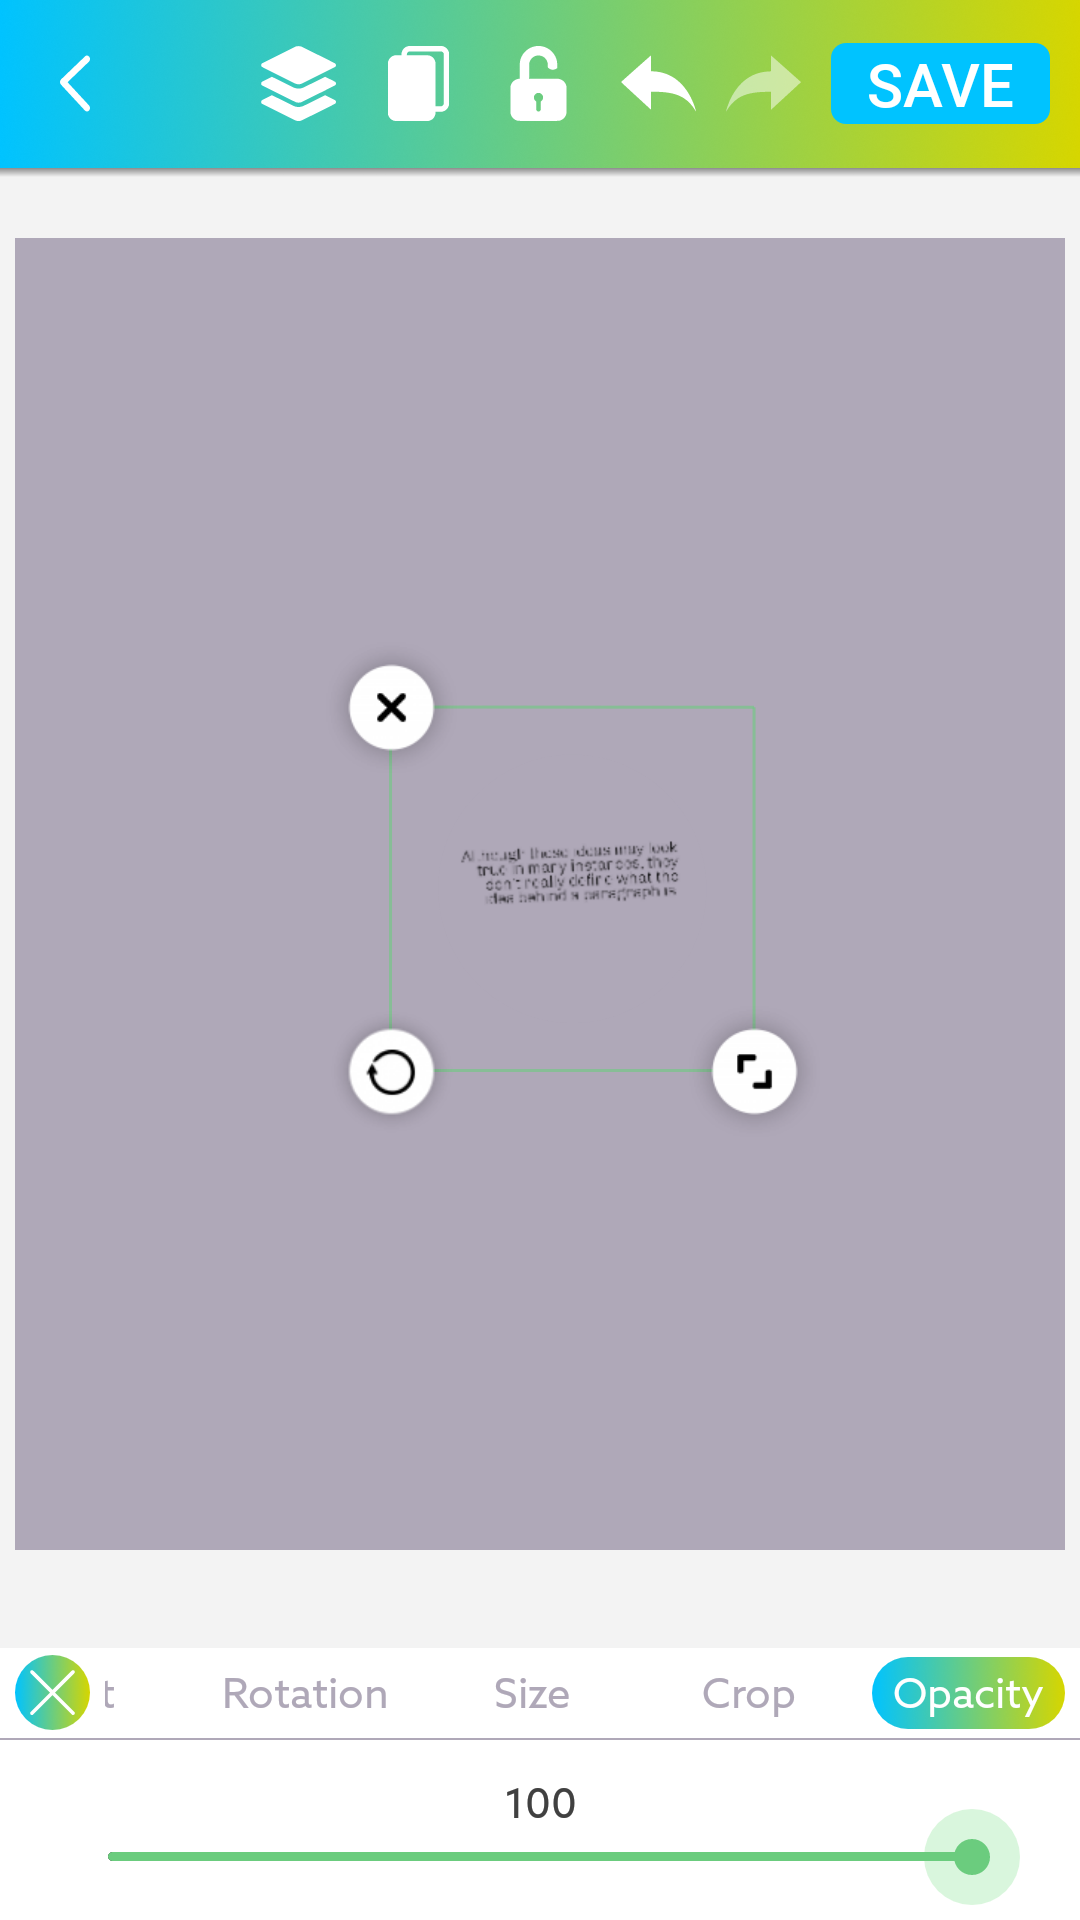 SAVE
Although these ideas may look
true in many instances, they
don't really define what the
idea behind a paragraph is.
t
Rotation
Size
Crop
Opacity
100